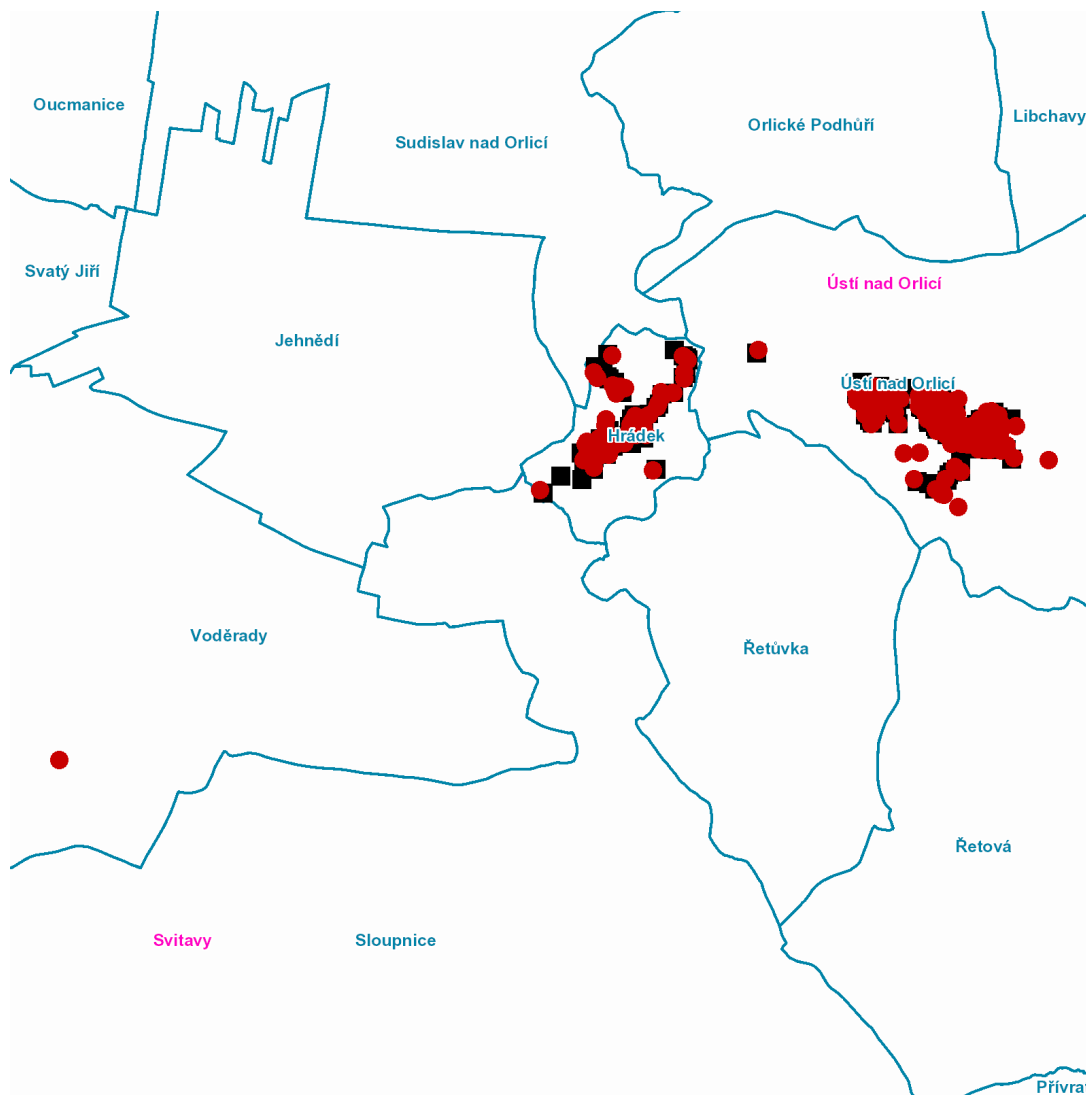 Oucmanice
Sudislav nad Orlicí
Orlické Podhůří
Libchavy
Svatý Jiří
Ústí nad Orlicí
Jehnědí
Ústí nad Orlicí
Hrádek
Voděrady
Řetůvka
Řetová
Svitavy
Sloupnice
Přívra